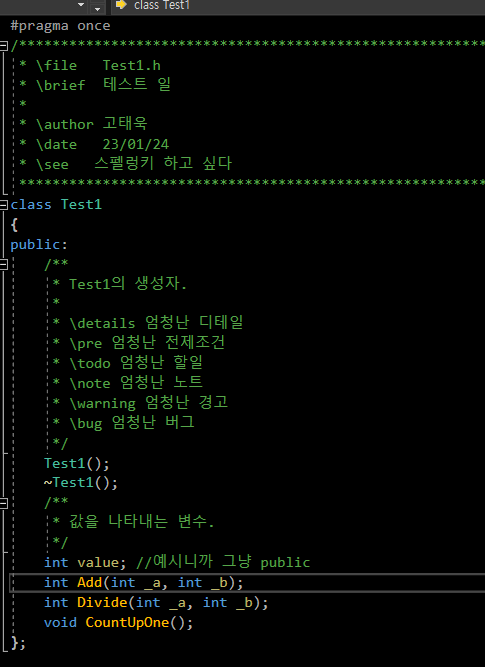 class Test1
#pragma once
/********************************************************
* \file   Test1.h
* \brief  테스트 일
*
* \author 고태욱
* \date   23/01/24
* \see   스펠렁키 하고 싶다
********************************************************
class Test1
{
public:
/**
* Test1의 생성자.
*
* \details 엄청난 디테일
* \pre 엄청난 전제조건
* \todo 엄청난 할일
* \note 엄청난 노트
* \warning 엄청난 경고
* \bug 엄청난 버그
*/
Test1();
~Test1();
/**
* 값을 나타내는 변수.
*/
int value; //예시니까 그냥 public
int Add(int _a, int _b);
int Divide(int _a, int _b);
void CountUpOne();
};